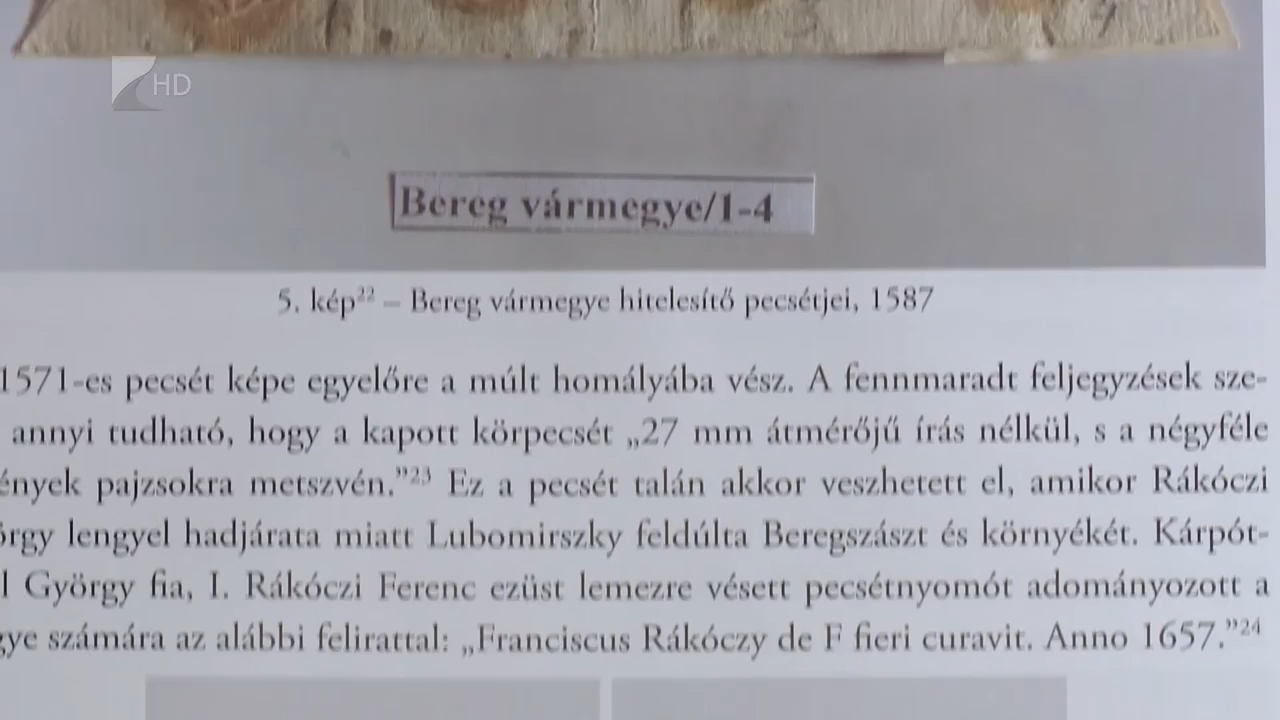 HD
Bereg vármegye/1-4
5. kép²² – Bereg vármegye hitelesítő pecsétjei, 1587
1571-es pecsét képe egyelőre a múlt homályába vész. A fennmaradt feljegyzések sze-
annyi tudható, hogy a kapott körpecsét „27 mm átmérőjű írás nélkül, s a négyféle
ények pajzsokra metszvén.”²³ Ez a pecsét talán akkor veszhetett el, amikor Rákóczi
örgy lengyel hadjárata miatt Lubomirszky feldúlta Beregszászt és környékét. Kárpót-
l György fia, I. Rákóczi Ferenc ezüst lemezre vésett pecsétnyomót adományozott a
gye számára az alábbi felirattal: „Franciscus Rákóczy de F fieri curavit. Anno 1657.”²⁴